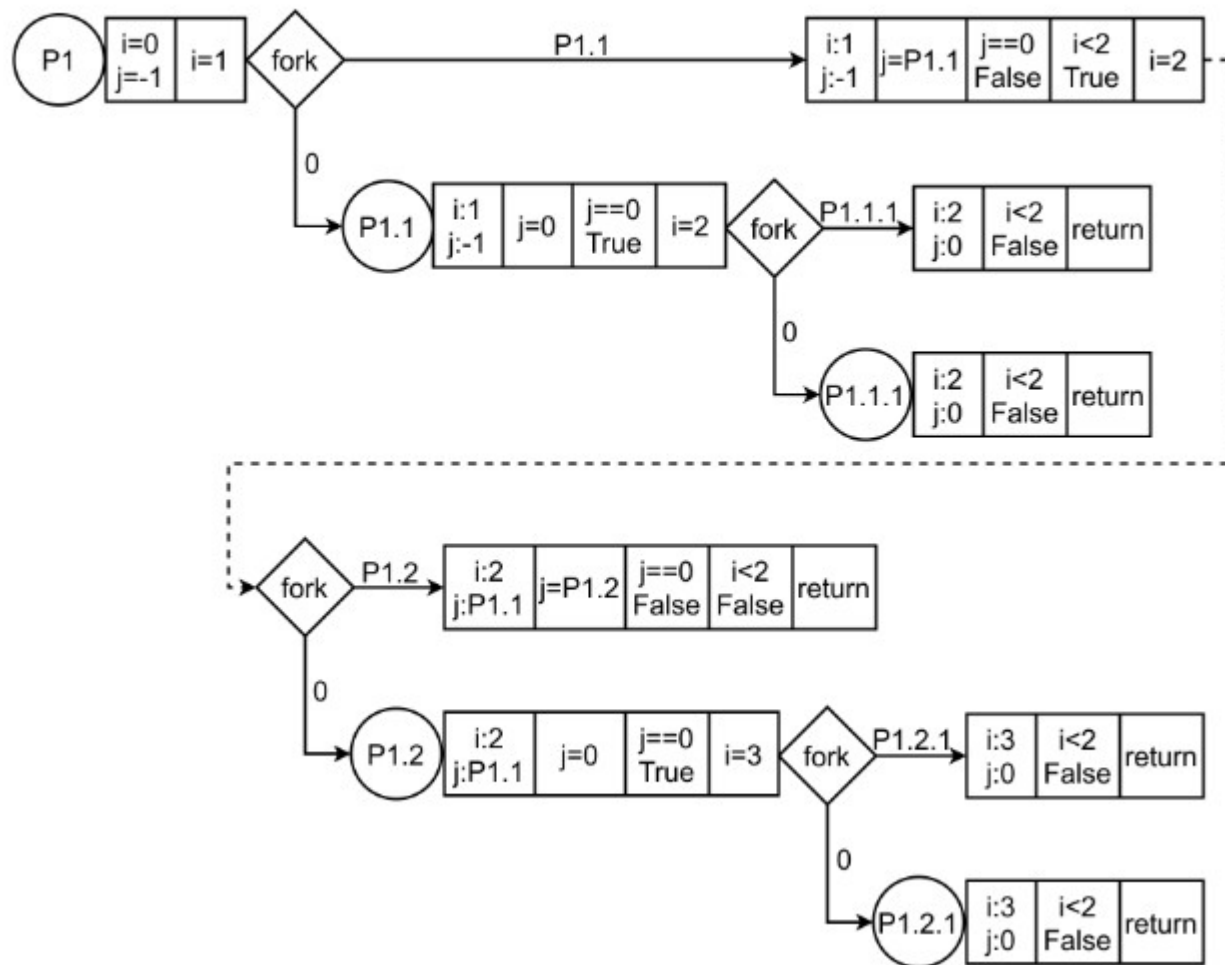 P1
i=0
j=-1
i=1
fork
P1.1
i:1
j:-1
j=P1.1
j==0
False
i<2
True
i=2
0
P1.1
i:1
j:-1
j=0
j==0
True
i=2
fork
P1.1.1
i:2
j:0
i<2
False
return
0
P1.1.1
i:2
j:0
i<2
False
return
fork
P1.2
i:2
j:P1.1
j=P1.2
j==0
False
i<2
False
return
0
P1.2
i:2
j:P1.1
j=0
j==0
True
i=3
fork
P1.2.1
i:3
j:0
i<2
False
return
0
P1.2.1
i:3
j:0
i<2
False
return